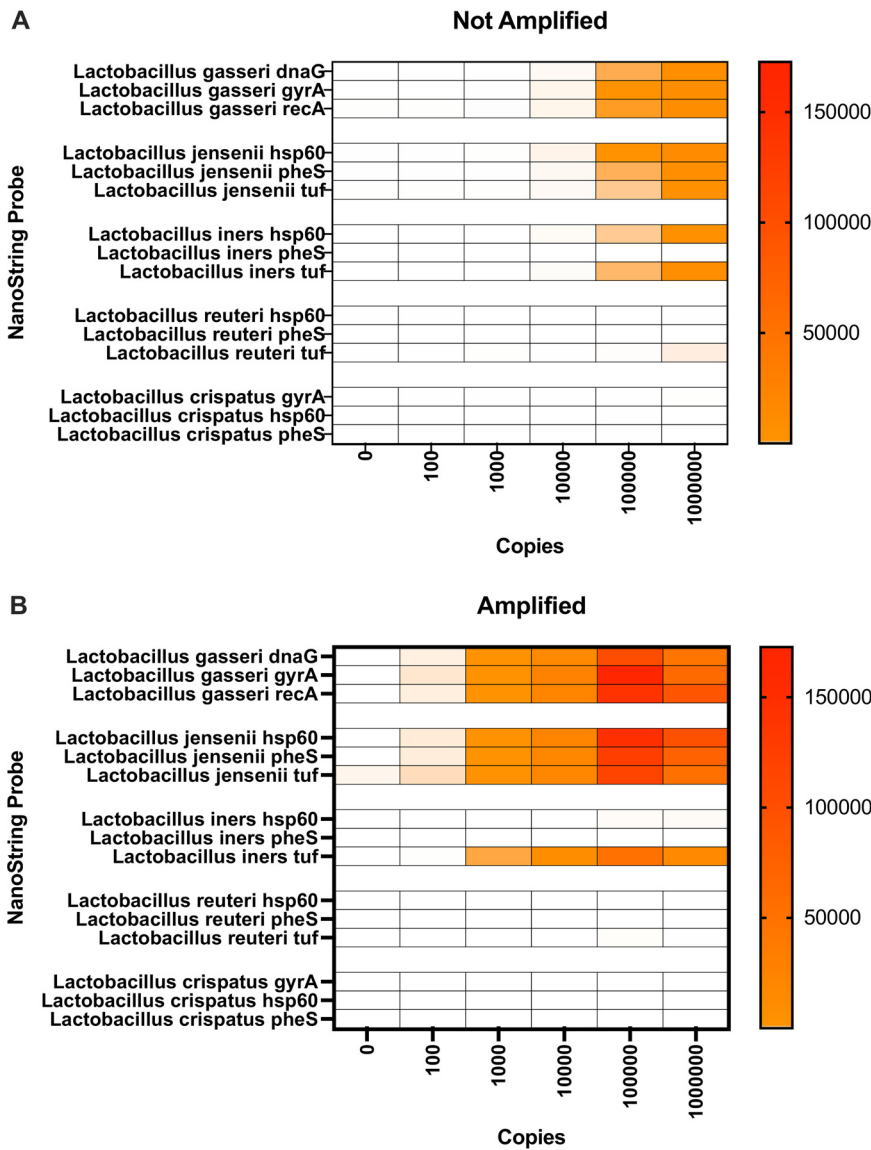 A
Not Amplified
NanoString Probe
Lactobacillus gasseri dnaG
Lactobacillus gasseri gyrA
Lactobacillus gasseri recA
Lactobacillus jensenii hsp60
Lactobacillus jensenii pheS
Lactobacillus jensenii tuf
Lactobacillus iners hsp60
Lactobacillus iners pheS
Lactobacillus iners tuf
Lactobacillus reuteri hsp60
Lactobacillus reuteri pheS
Lactobacillus reuteri tuf
Lactobacillus crispatus gyrA
Lactobacillus crispatus hsp60
Lactobacillus crispatus pheS
0
100
1000
10000
100000
1000000
Copies
150000
100000
50000
B
Amplified
NanoString Probe
Lactobacillus gasseri dnaG
Lactobacillus gasseri gyrA
Lactobacillus gasseri recA
Lactobacillus jensenii hsp60
Lactobacillus jensenii pheS
Lactobacillus jensenii tuf
Lactobacillus iners hsp60
Lactobacillus iners pheS
Lactobacillus iners tuf
Lactobacillus reuteri hsp60
Lactobacillus reuteri pheS
Lactobacillus reuteri tuf
Lactobacillus crispatus gyrA
Lactobacillus crispatus hsp60
Lactobacillus crispatus pheS
0
100
1000
10000
100000
1000000
Copies
150000
100000
50000